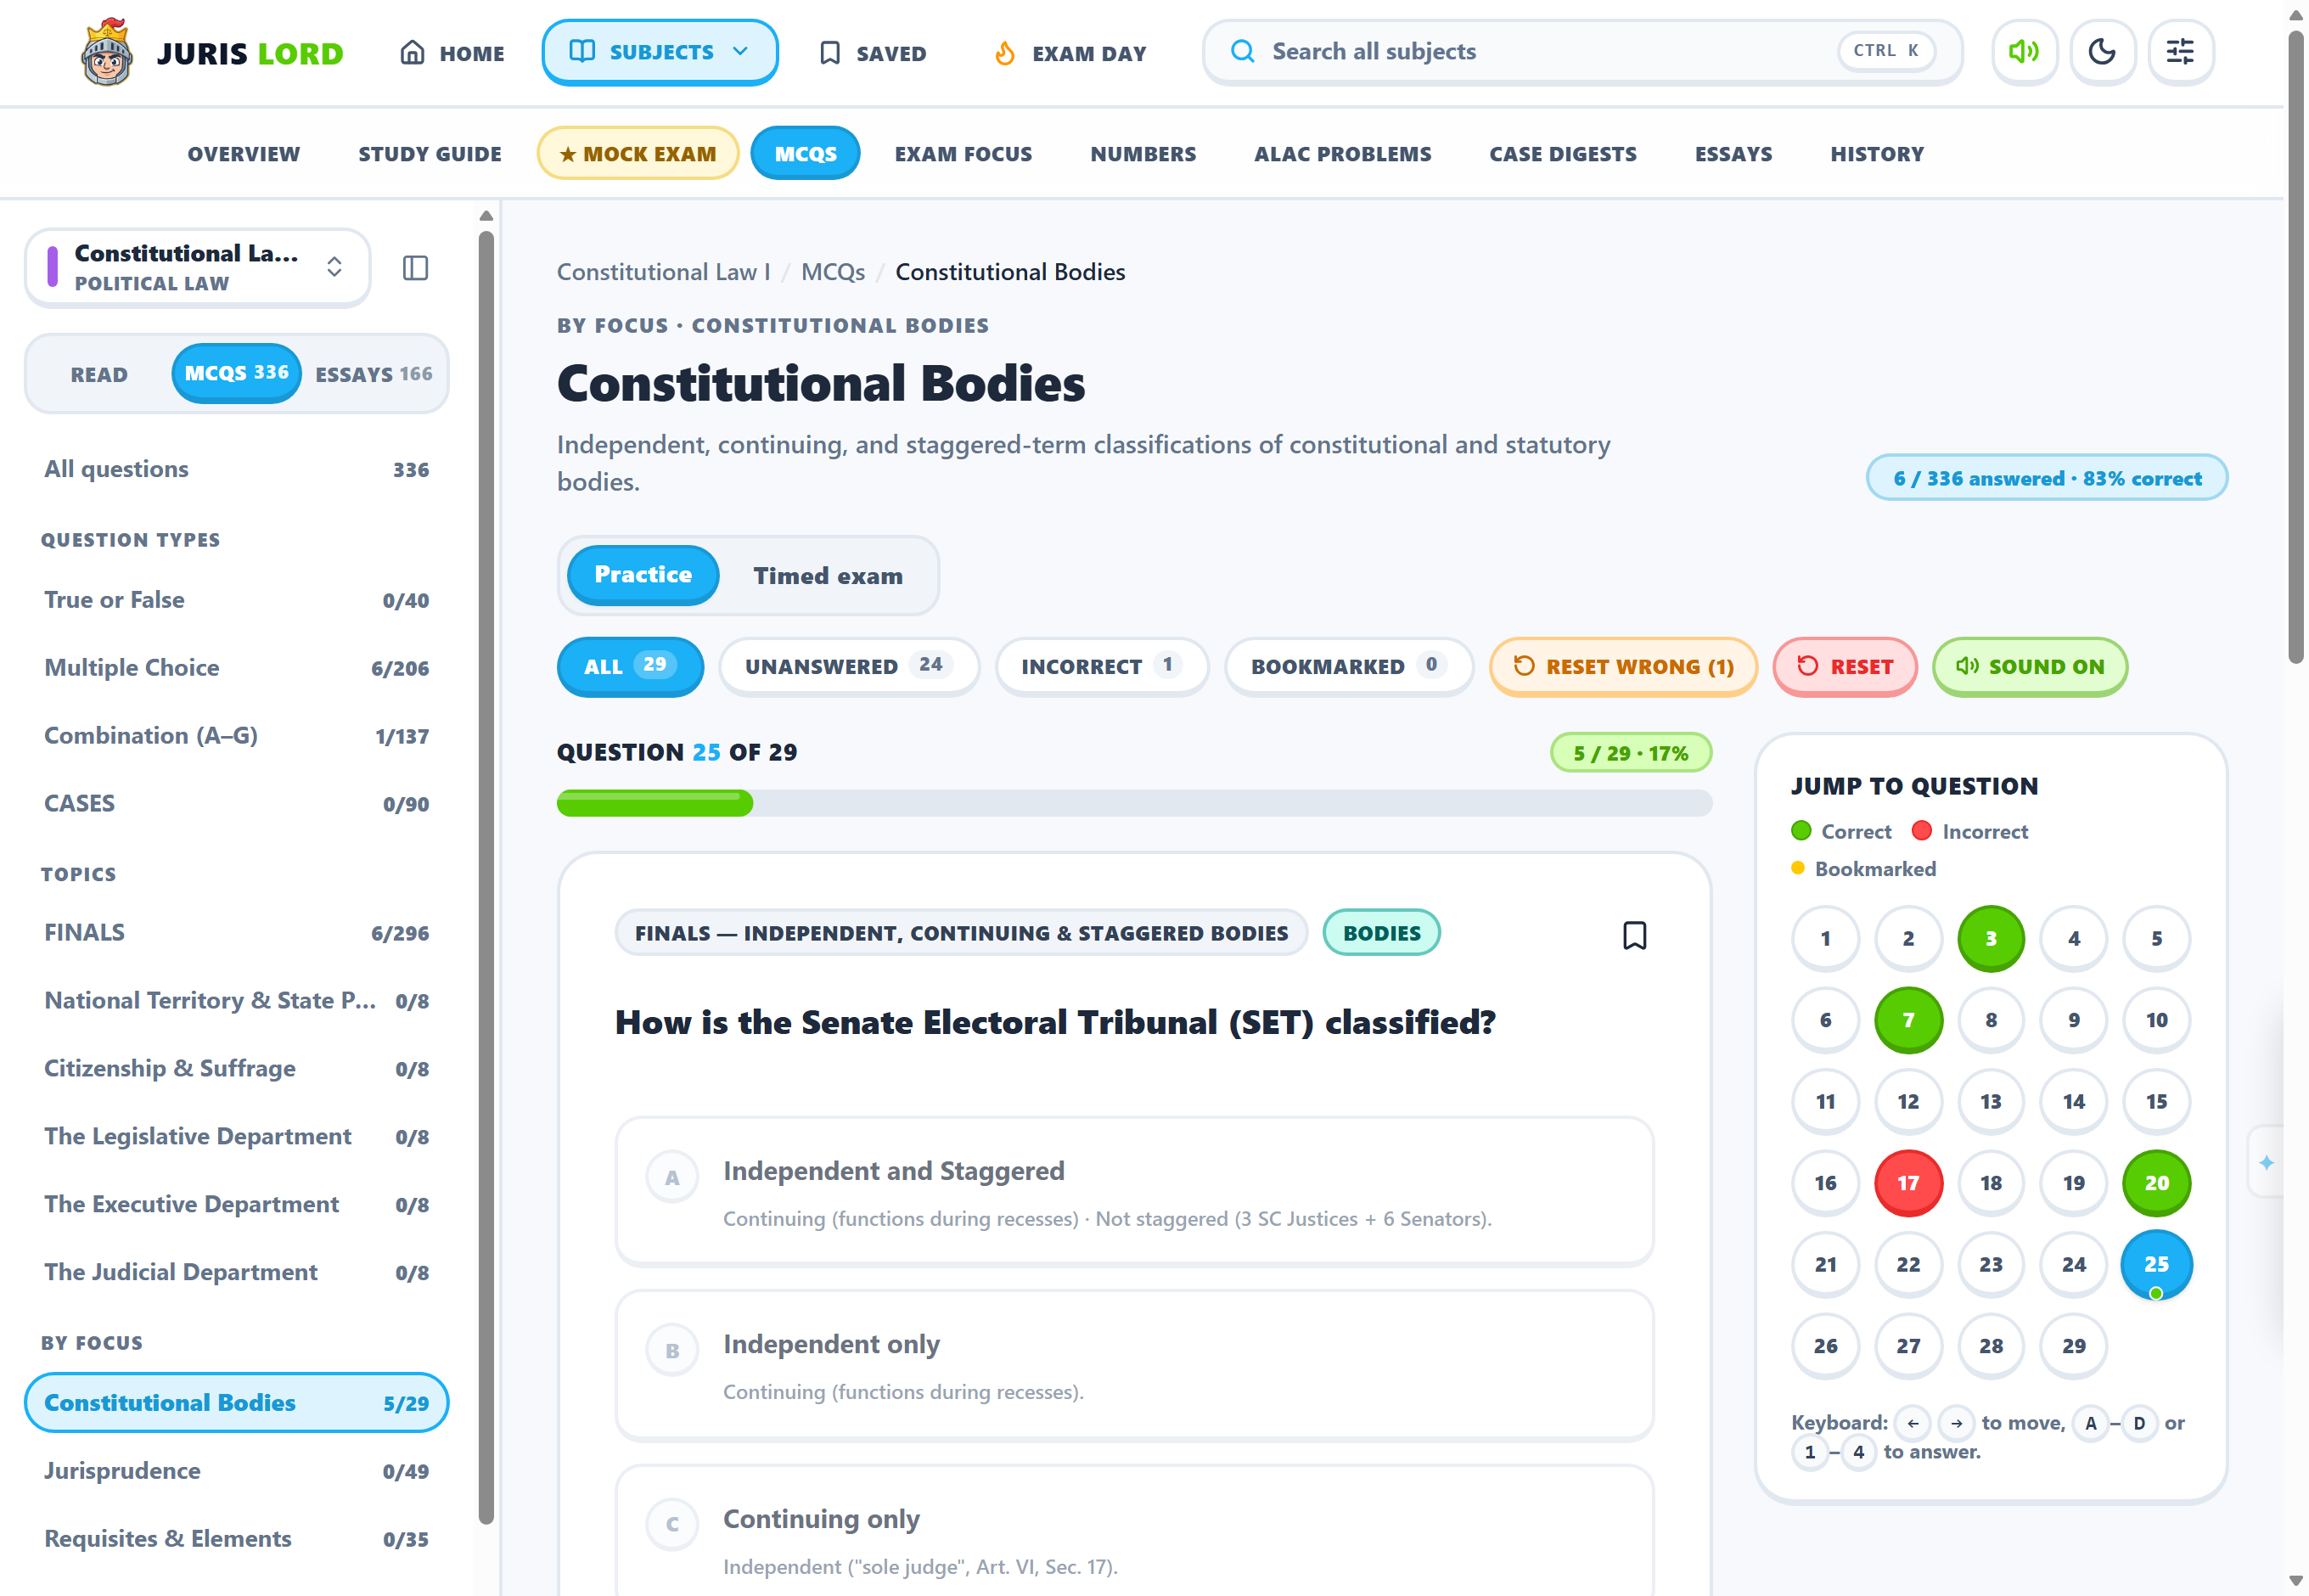 JURIS LORD
HOME
SUBJECTS
SAVED
EXAM DAY
Search all subjects
CTRL K
OVERVIEW
STUDY GUIDE
★ MOCK EXAM
MCQS
EXAM FOCUS
NUMBERS
ALAC PROBLEMS
CASE DIGESTS
ESSAYS
HISTORY
Constitutional La...
POLITICAL LAW
READ
MCQS 336
ESSAYS 166
All questions 336
QUESTION TYPES
True or False 0/40
Multiple Choice 6/206
Combination (A–G) 1/137
CASES 0/90
TOPICS
FINALS 6/296
National Territory & State P... 0/8
Citizenship & Suffrage 0/8
The Legislative Department 0/8
The Executive Department 0/8
The Judicial Department 0/8
BY FOCUS
Constitutional Bodies 5/29
Jurisprudence 0/49
Requisites & Elements 0/35
Constitutional Law I / MCQs / Constitutional Bodies
BY FOCUS · CONSTITUTIONAL BODIES
Constitutional Bodies
Independent, continuing, and staggered-term classifications of constitutional and statutory
bodies.
6 / 336 answered · 83% correct
Practice
Timed exam
ALL 29
UNANSWERED 24
INCORRECT 1
BOOKMARKED 0
RESET WRONG (1)
RESET
SOUND ON
QUESTION 25 OF 29
5 / 29 · 17%
FINALS — INDEPENDENT, CONTINUING & STAGGERED BODIES
BODIES
How is the Senate Electoral Tribunal (SET) classified?
A
Independent and Staggered
Continuing (functions during recesses) · Not staggered (3 SC Justices + 6 Senators).
B
Independent only
Continuing (functions during recesses).
C
Continuing only
Independent ("sole judge", Art. VI, Sec. 17).
JUMP TO QUESTION
Correct
Incorrect
Bookmarked
1 2 3 4 5
6 7 8 9 10
11 12 13 14 15
16 17 18 19 20
21 22 23 24 25
26 27 28 29
Keyboard: ← → to move, A – D or
1 – 4 to answer.